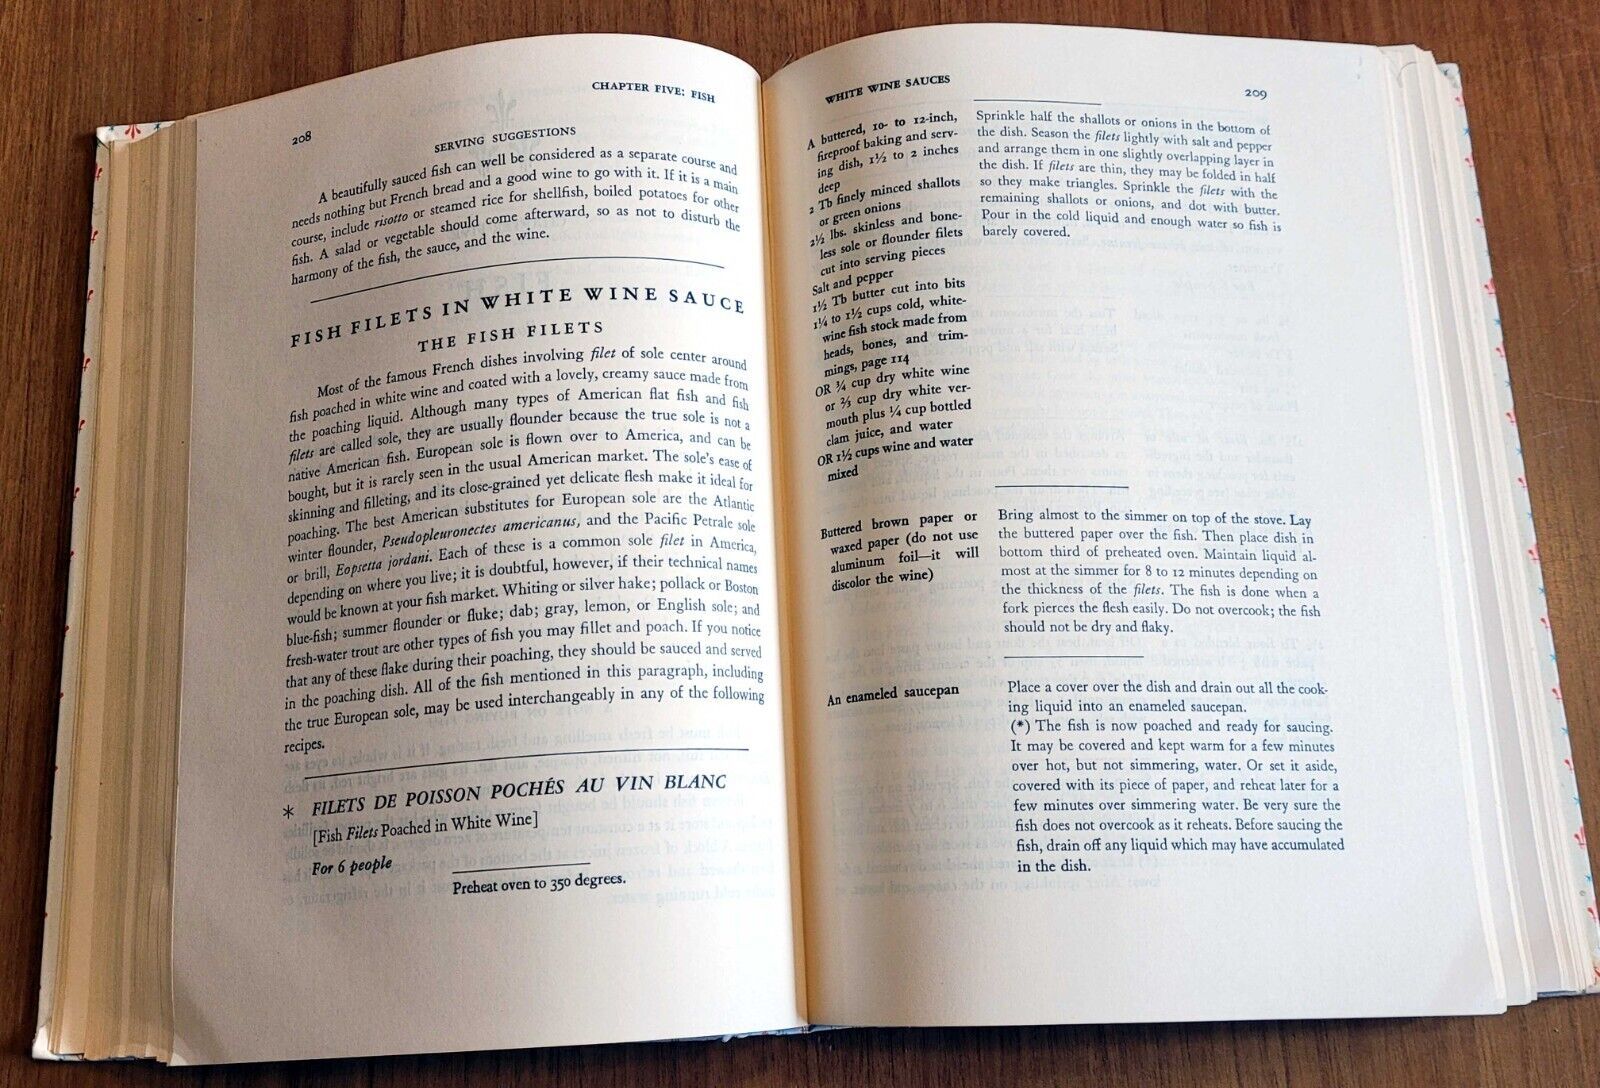 208
CHAPTER FIVE: FISH
SERVING SUGGESTIONS
A beautifully sauced fish can well be considered as a separate course and
needs nothing but French bread and a good wine to go with it. If it is a main
course, include risotto or steamed rice for shellfish, boiled potatoes for other
fish. A salad or vegetable should come afterward, so as not to disturb the
harmony of the fish, the sauce, and the wine.
FISH FILETS IN WHITE WINE SAUCE
THE FISH FILETS
Most of the famous French dishes involving filet of sole center around
fish poached in white wine and coated with a lovely, creamy sauce made from
the poaching liquid. Although many types of American flat fish and fish
filets are called sole, they are usually flounder because the true sole is not a
native American fish. European sole is flown over to America, and can be
bought, but it is rarely seen in the usual American market. The sole's ease of
skinning and filleting, and its close-grained yet delicate flesh make it ideal for
poaching. The best American substitutes for European sole are the Atlantic
winter flounder, Pseudopleuronectes americanus, and the Pacific Petrale sole
or brill, Eopsetta jordani. Each of these is a common sole filet in America,
depending on where you live; it is doubtful, however, if their technical names
would be known at your fish market. Whiting or silver hake; pollack or Boston
blue-fish; summer flounder or fluke; dab; gray, lemon, or English sole; and
fresh-water trout are other types of fish you may fillet and poach. If you notice
that any of these flake during their poaching, they should be sauced and served
in the poaching dish. All of the fish mentioned in this paragraph, including
the true European sole, may be used interchangeably in any of the following
recipes.
* FILETS DE POISSON POCHÉS AU VIN BLANC
[Fish Filets Poached in White Wine]
For 6 people
Preheat oven to 350 degrees.
WHITE WINE SAUCES
209
A buttered, 10- to 12-inch,
fireproof baking and serv-
ing dish, 1½ to 2 inches
deep
2 Tb finely minced shallots
or green onions
2½ lbs. skinless and bone-
less sole or flounder filets
cut into serving pieces
Salt and pepper
1½ Tb butter cut into bits
1¼ to 1½ cups cold, white-
wine fish stock made from
heads, bones, and trim-
mings, page 114
OR ¾ cup dry white wine
or ⅔ cup dry white ver-
mouth plus ¼ cup bottled
clam juice, and water
OR 1½ cups wine and water
mixed
Sprinkle half the shallots or onions in the bottom of
the dish. Season the filets lightly with salt and pepper
and arrange them in one slightly overlapping layer in
the dish. If filets are thin, they may be folded in half
so they make triangles. Sprinkle the filets with the
remaining shallots or onions, and dot with butter.
Pour in the cold liquid and enough water so fish is
barely covered.
Buttered brown paper or
waxed paper (do not use
aluminum foil—it will
discolor the wine)
Bring almost to the simmer on top of the stove. Lay
the buttered paper over the fish. Then place dish in
bottom third of preheated oven. Maintain liquid al-
most at the simmer for 8 to 12 minutes depending on
the thickness of the filets. The fish is done when a
fork pierces the flesh easily. Do not overcook; the fish
should not be dry and flaky.
An enameled saucepan
Place a cover over the dish and drain out all the cook-
ing liquid into an enameled saucepan.
(*) The fish is now poached and ready for saucing.
It may be covered and kept warm for a few minutes
over hot, but not simmering, water. Or set it aside,
covered with its piece of paper, and reheat later for a
few minutes over simmering water. Be very sure the
fish does not overcook as it reheats. Before saucing the
fish, drain off any liquid which may have accumulated
in the dish.